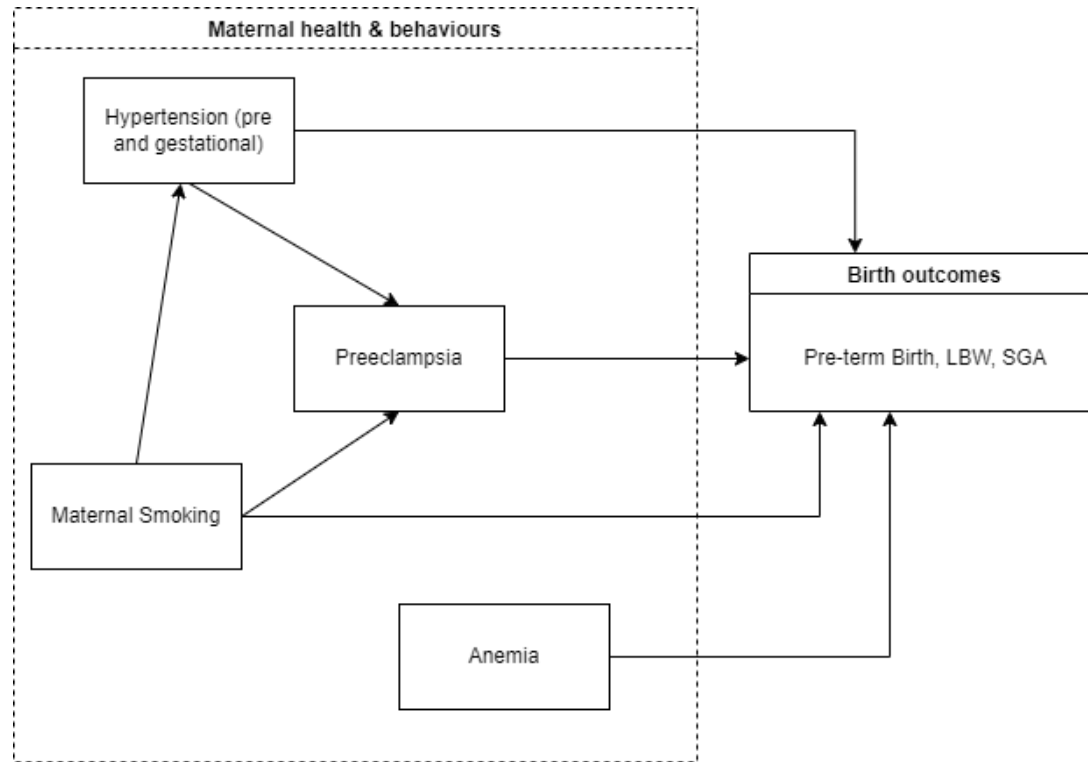 Maternal health & behaviours
Hypertension (pre
and gestational)
Birth outcomes
Preeclampsia
Pre-term Birth, LBW, SGA
Maternal Smoking
Anemia